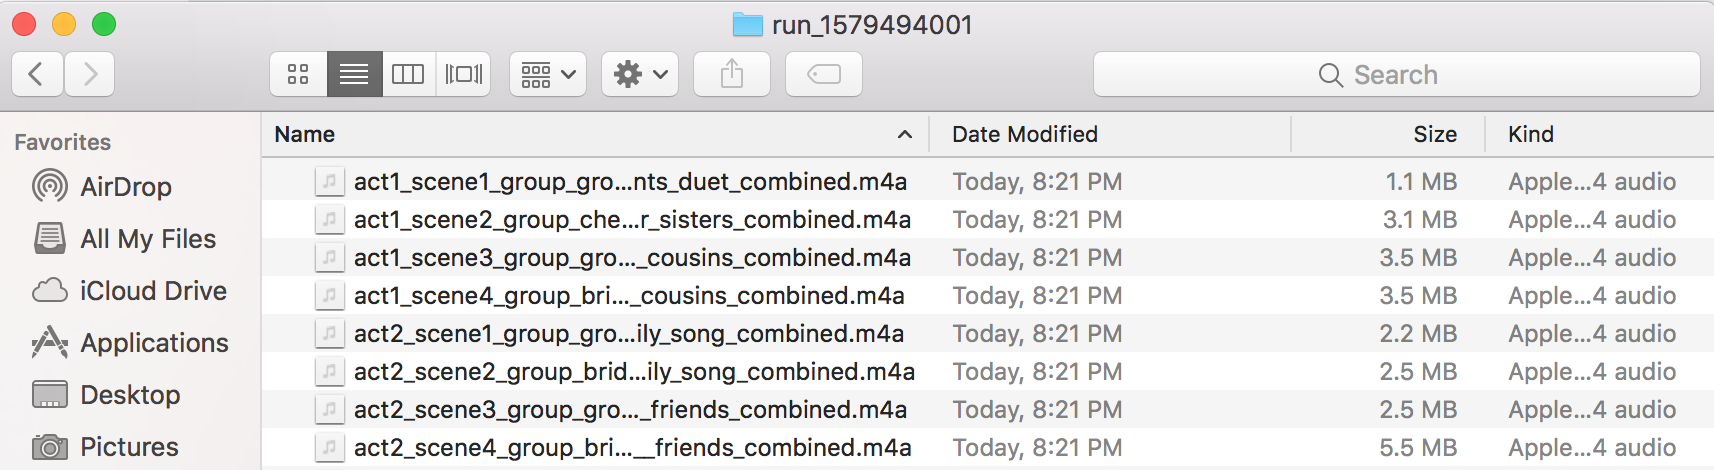 run_1579494001
Search
Favorites
AirDrop
All My Files
iCloud Drive
Applications
Desktop
Pictures
Name Date Modified Size Kind
act1_scene1_group_gro...nts_duet_combined.m4a Today, 8:21 PM 1.1 MB Apple...4 audio
act1_scene2_group_che...r_sisters_combined.m4a Today, 8:21 PM 3.1 MB Apple...4 audio
act1_scene3_group_gro..._cousins_combined.m4a Today, 8:21 PM 3.5 MB Apple...4 audio
act1_scene4_group_bri..._cousins_combined.m4a Today, 8:21 PM 3.5 MB Apple...4 audio
act2_scene1_group_gro...ily_song_combined.m4a Today, 8:21 PM 2.2 MB Apple...4 audio
act2_scene2_group_brid...ily_song_combined.m4a Today, 8:21 PM 2.5 MB Apple...4 audio
act2_scene3_group_gro..._friends_combined.m4a Today, 8:21 PM 2.5 MB Apple...4 audio
act2_scene4_group_bri...__friends_combined.m4a Today, 8:21 PM 5.5 MB Apple...4 audio